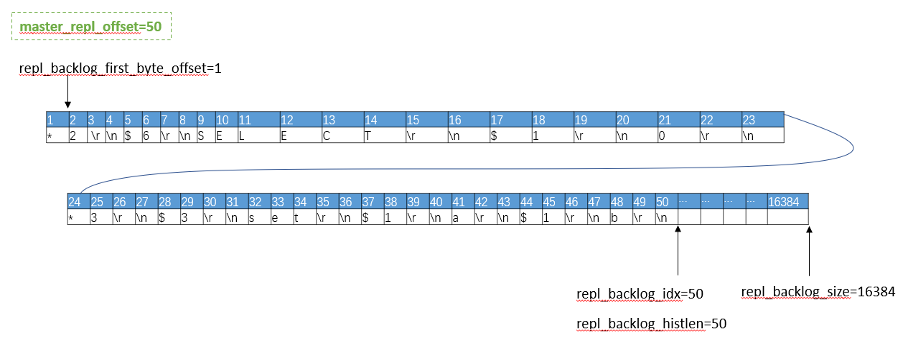 master_repl_offset=50
repl_backlog_first_byte_offset=1
1 2 3 4 5 6 7 8 9 10 11 12 13 14 15 16 17 18 19 20 21 22 23
* 2 \r \n $ 6 \r \n S E L E C T \r \n $ 1 \r \n 0 \r \n
24 25 26 27 28 29 30 31 32 33 34 35 36 37 38 39 40 41 42 43 44 45 46 47 48 49 50 ... ... ... ... 16384
* 3 \r \n $ 3 \r \n s e t \r \n $ 1 \r \n a \r \n $ 1 \r \n b \r \n
repl_backlog_idx=50
repl_backlog_size=16384
repl_backlog_histlen=50